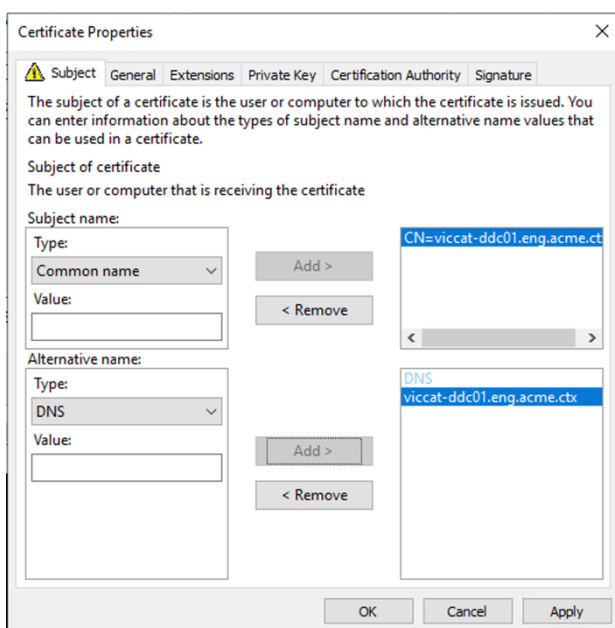 Certificate Properties
Subject General Extensions Private Key Certification Authority Signature
The subject of a certificate is the user or computer to which the certificate is issued. You
can enter information about the types of subject name and alternative name values that
can be used in a certificate.
Subject of certificate
The user or computer that is receiving the certificate
Subject name:
Type:
Common name
Value:
Add >
< Remove
CN=viccat-ddc01.eng.acme.ct
Alternative name:
Type:
DNS
Value:
Add >
< Remove
DNS
viccat-ddc01.eng.acme.ctx
OK Cancel Apply